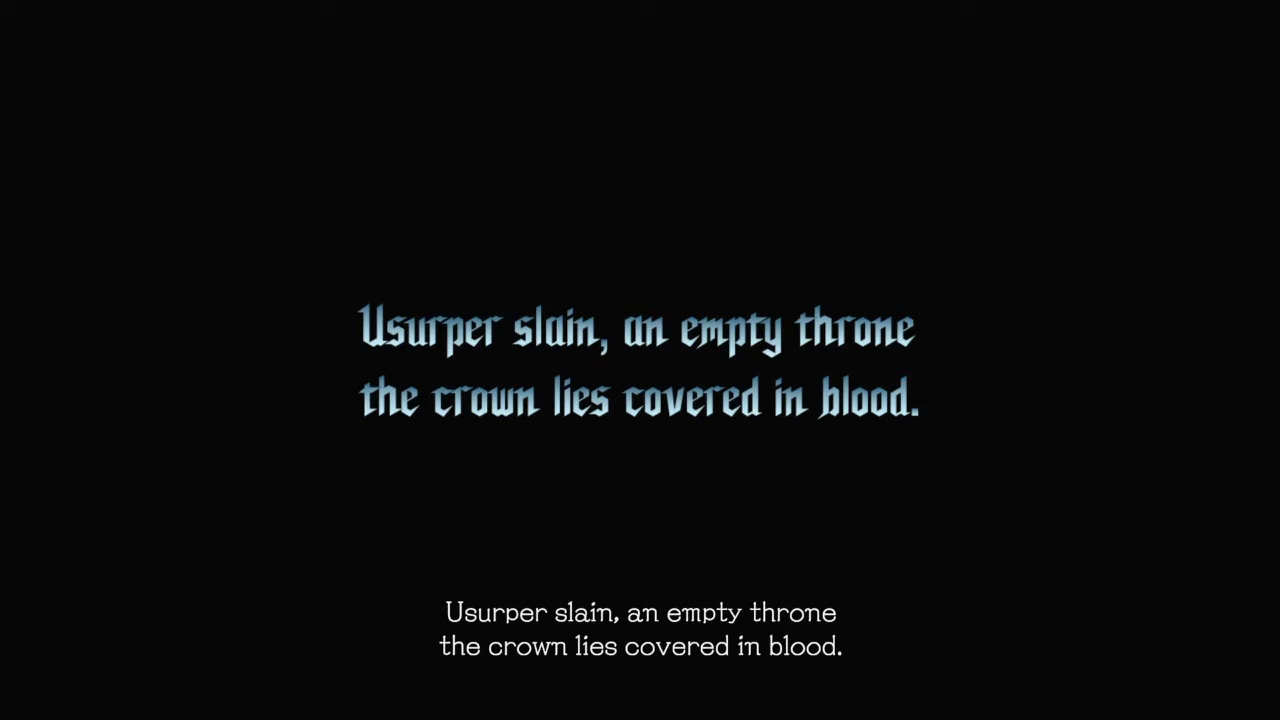 Usurper slain, an empty throne
the crown lies covered in blood.
Usurper slain, an empty throne
the crown lies covered in blood.